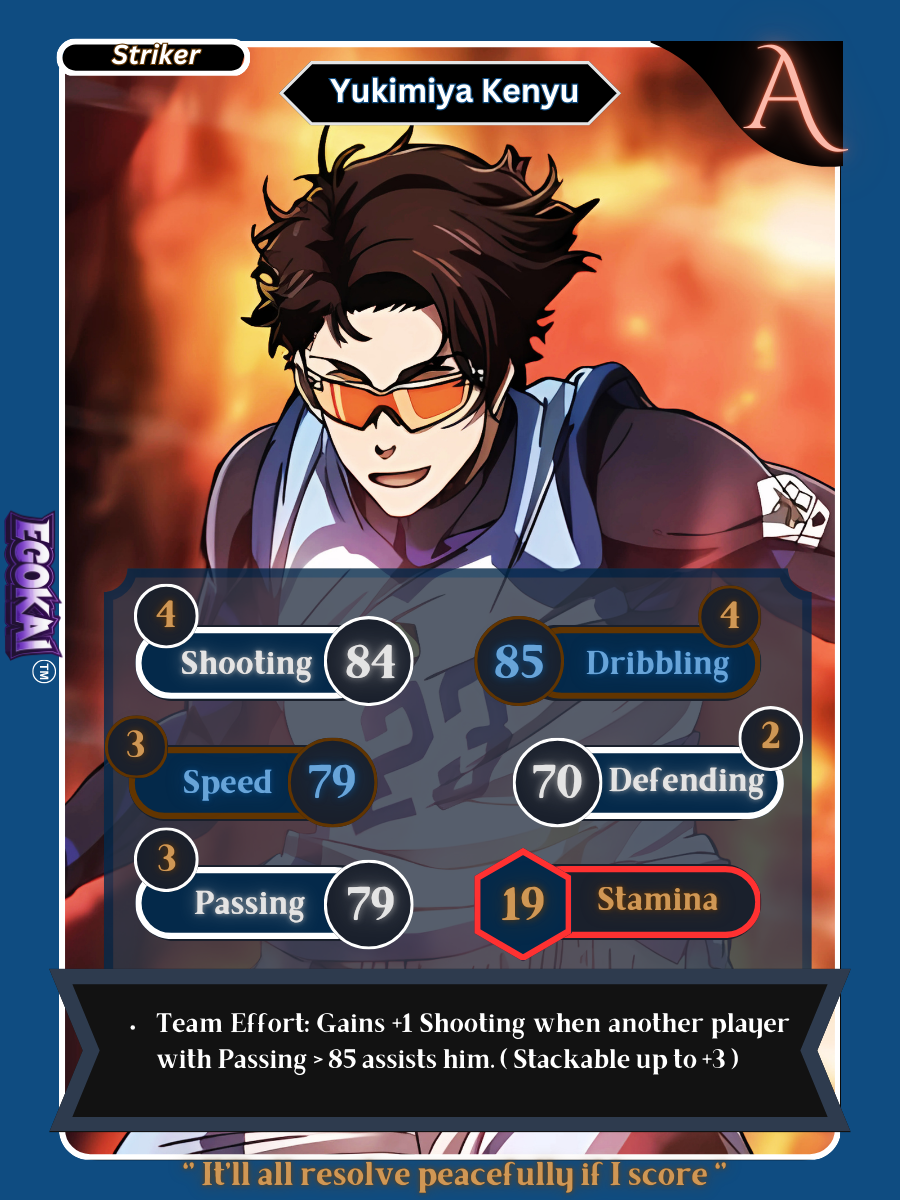 Striker
Yukimiya Kenyu
A
EGOKAI
TM
4
Shooting 84
4
85 Dribbling
3
Speed 79
2
70 Defending
3
Passing 79
19 Stamina
23
• Team Effort: Gains +1 Shooting when another player
with Passing > 85 assists him. ( Stackable up to +3 )
" It'll all resolve peacefully if I score "